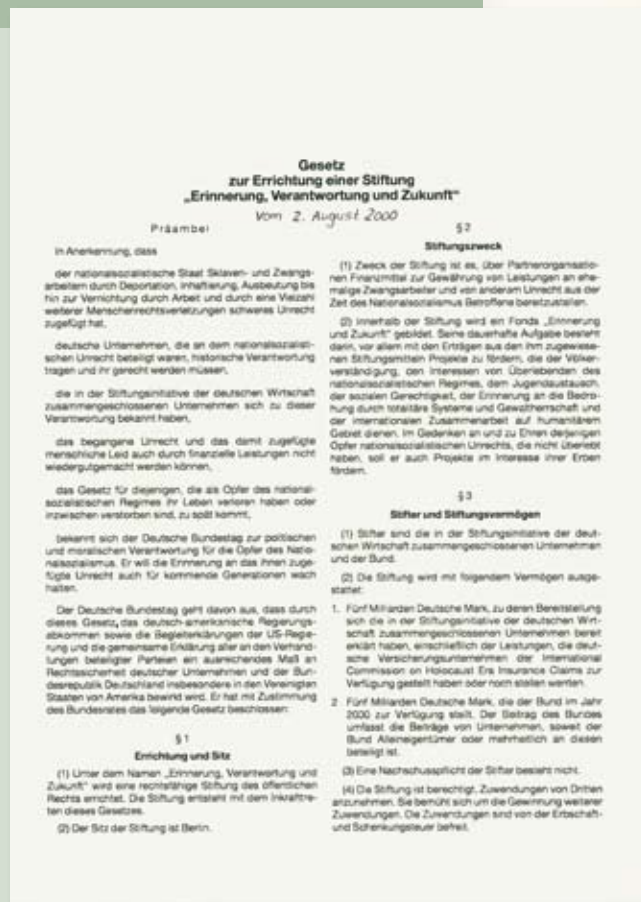 Gesetz
zur Errichtung einer Stiftung
„Erinnerung, Verantwortung und Zukunft“
Vom 2. August 2000
Präambel
in Anerkennung, dass
der nationalsozialistische Staat Sklaven- und Zwangs-
arbeitern durch Deportation, Inhaftierung, Ausbeutung bis
hin zur Vernichtung durch Arbeit und durch eine Vielzahl
weiterer Menschenrechtsverletzungen schweres Unrecht
zugefügt hat,
deutsche Unternehmen, die an dem nationalsozialisti-
schen Unrecht beteiligt waren, historische Verantwortung
tragen und ihr gerecht werden müssen,
die in der Stiftungsinitiative der deutschen Wirtschaft
zusammengeschlossenen Unternehmen sich zu dieser
Verantwortung bekannt haben,
das begangene Unrecht und das damit zugefügte
menschliche Leid auch durch finanzielle Leistungen nicht
wiedergutgemacht werden können,
das Gesetz für diejenigen, die als Opfer des national-
sozialistischen Regimes ihr Leben verloren haben oder
inzwischen verstorben sind, zu spät kommt,
bekennt sich der Deutsche Bundestag zur politischen
und moralischen Verantwortung für die Opfer des Natio-
nalsozialismus. Er will die Erinnerung an das ihnen zuge-
fügte Unrecht auch für kommende Generationen wach
halten.
Der Deutsche Bundestag geht davon aus, dass durch
dieses Gesetz, das deutsch-amerikanische Regierungs-
abkommen sowie die Begleiterklärungen der US-Regie-
rung und die gemeinsame Erklärung aller an den Verhand-
lungen beteiligter Parteien ein ausreichendes Maß an
Rechtssicherheit deutscher Unternehmen und der Bun-
desrepublik Deutschland insbesondere in den Vereinigten
Staaten von Amerika bewirkt wird. Er hat mit Zustimmung
des Bundesrates das folgende Gesetz beschlossen:
§ 1
Errichtung und Sitz
(1) Unter dem Namen „Erinnerung, Verantwortung und
Zukunft“ wird eine rechtsfähige Stiftung des öffentlichen
Rechts errichtet. Die Stiftung entsteht mit dem Inkrafttre-
ten dieses Gesetzes.
(2) Der Sitz der Stiftung ist Berlin.
§ 2
Stiftungszweck
(1) Zweck der Stiftung ist es, über Partnerorganisatio-
nen Finanzmittel zur Gewährung von Leistungen an ehe-
malige Zwangsarbeiter und von anderem Unrecht aus der
Zeit des Nationalsozialismus Betroffene bereitzustellen.
(2) Innerhalb der Stiftung wird ein Fonds „Erinnerung
und Zukunft“ gebildet. Seine dauerhafte Aufgabe besteht
darin, vor allem mit den Erträgen aus den ihm zugewiese-
nen Stiftungsmitteln Projekte zu fördern, die der Völker-
verständigung, den Interessen von Überlebenden des
nationalsozialistischen Regimes, dem Jugendaustausch,
der sozialen Gerechtigkeit, der Erinnerung an die Bedro-
hung durch totalitäre Systeme und Gewaltherrschaft und
der internationalen Zusammenarbeit auf humanitärem
Gebiet dienen. Im Gedenken an und zu Ehren derjenigen
Opfer nationalsozialistischen Unrechts, die nicht überlebt
haben, soll er auch Projekte im Interesse ihrer Erben
fördern.
§ 3
Stifter und Stiftungsvermögen
(1) Stifter sind die in der Stiftungsinitiative der deut-
schen Wirtschaft zusammengeschlossenen Unternehmen
und der Bund.
(2) Die Stiftung wird mit folgendem Vermögen ausge-
stattet:
1. Fünf Milliarden Deutsche Mark, zu deren Bereitstellung
sich die in der Stiftungsinitiative der deutschen Wirt-
schaft zusammengeschlossenen Unternehmen bereit
erklärt haben, einschließlich der Leistungen, die deut-
sche Versicherungsunternehmen der International
Commission on Holocaust Era Insurance Claims zur
Verfügung gestellt haben oder noch stellen werden.
2 Fünf Milliarden Deutsche Mark, die der Bund im Jahr
2000 zur Verfügung stellt. Der Beitrag des Bundes
umfasst die Beiträge von Unternehmen, soweit der
Bund Alleineigentümer oder mehrheitlich an diesen
beteiligt ist.
(3) Eine Nachschusspflicht der Stifter besteht nicht.
(4) Die Stiftung ist berechtigt, Zuwendungen von Dritten
anzunehmen. Sie bemüht sich um die Gewinnung weiterer
Zuwendungen. Die Zuwendungen sind von der Erbschaft-
und Schenkungsteuer befreit.